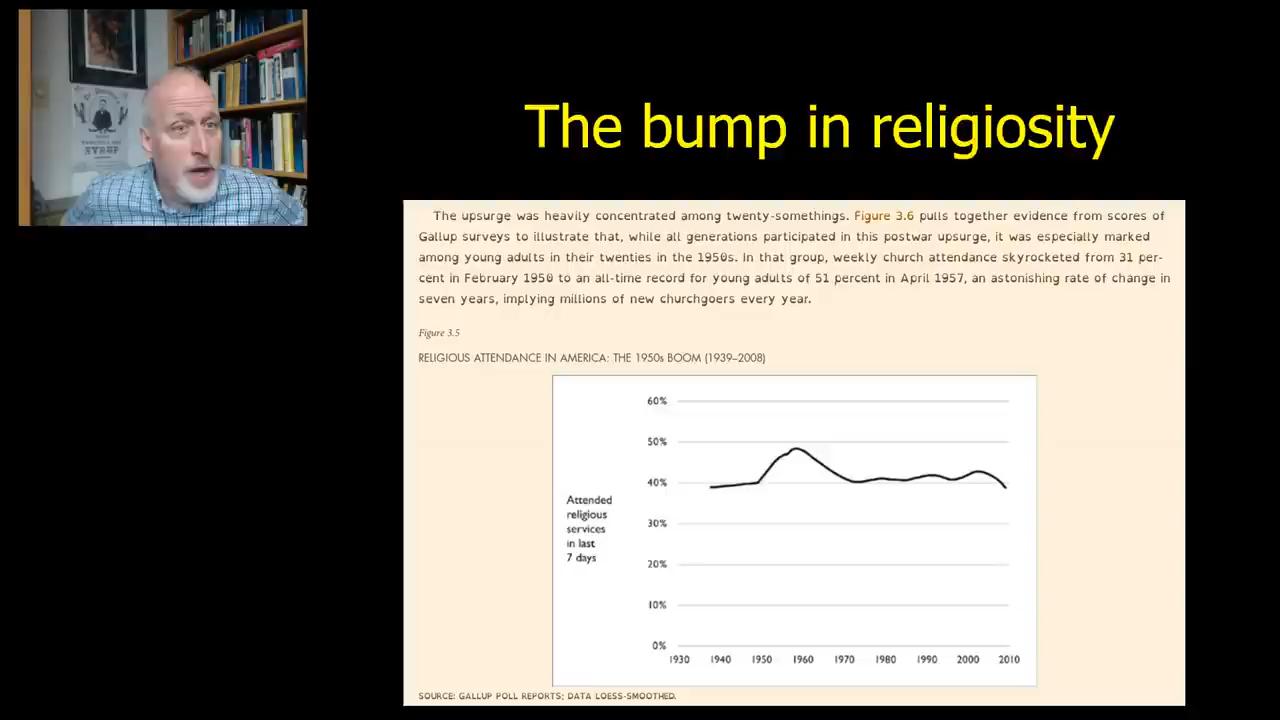 The bump in religiosity
The upsurge was heavily concentrated among twenty-somethings. Figure 3.6 pulls together evidence from scores of
Gallup surveys to illustrate that, while all generations participated in this postwar upsurge, it was especially marked
among young adults in their twenties in the 1950s. In that group, weekly church attendance skyrocketed from 31 per-
cent in February 1950 to an all-time record for young adults of 51 percent in April 1957, an astonishing rate of change in
seven years, implying millions of new churchgoers every year.
Figure 3.5
RELIGIOUS ATTENDANCE IN AMERICA: THE 1950s BOOM (1939–2008)
60%
50%
40%
30%
20%
10%
0%
Attended
religious
services
in last
7 days
1930 1940 1950 1960 1970 1980 1990 2000 2010
SOURCE: GALLUP POLL REPORTS; DATA LOESS-SMOOTHED.
SYRUP